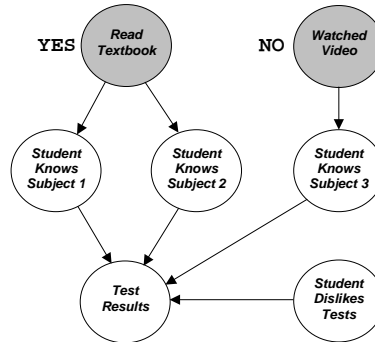 YES
Read
Textbook
NO
Watched
Video
Student
Knows
Subject 1
Student
Knows
Subject 2
Student
Knows
Subject 3
Test
Results
Student
Dislikes
Tests